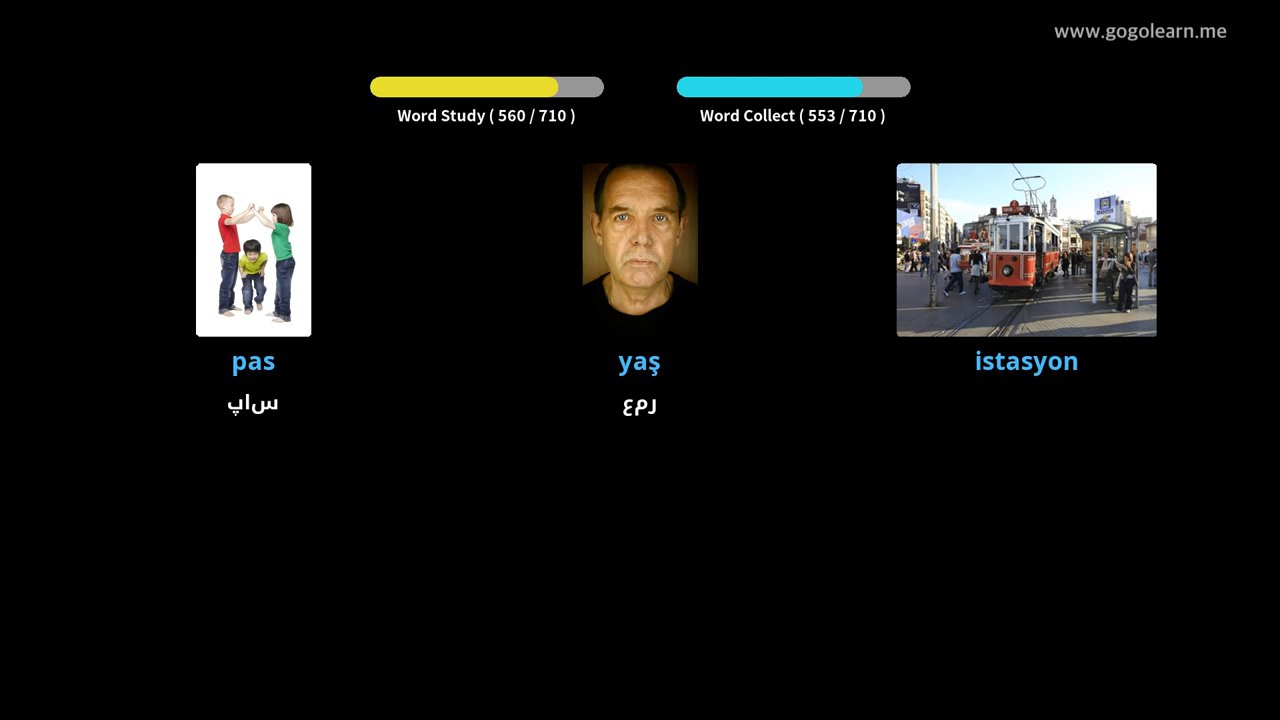 www.gogolearn.me
Word Study ( 560 / 710 )
Word Collect ( 553 / 710 )
pas
yaş
istasyon
ساپ
رمع